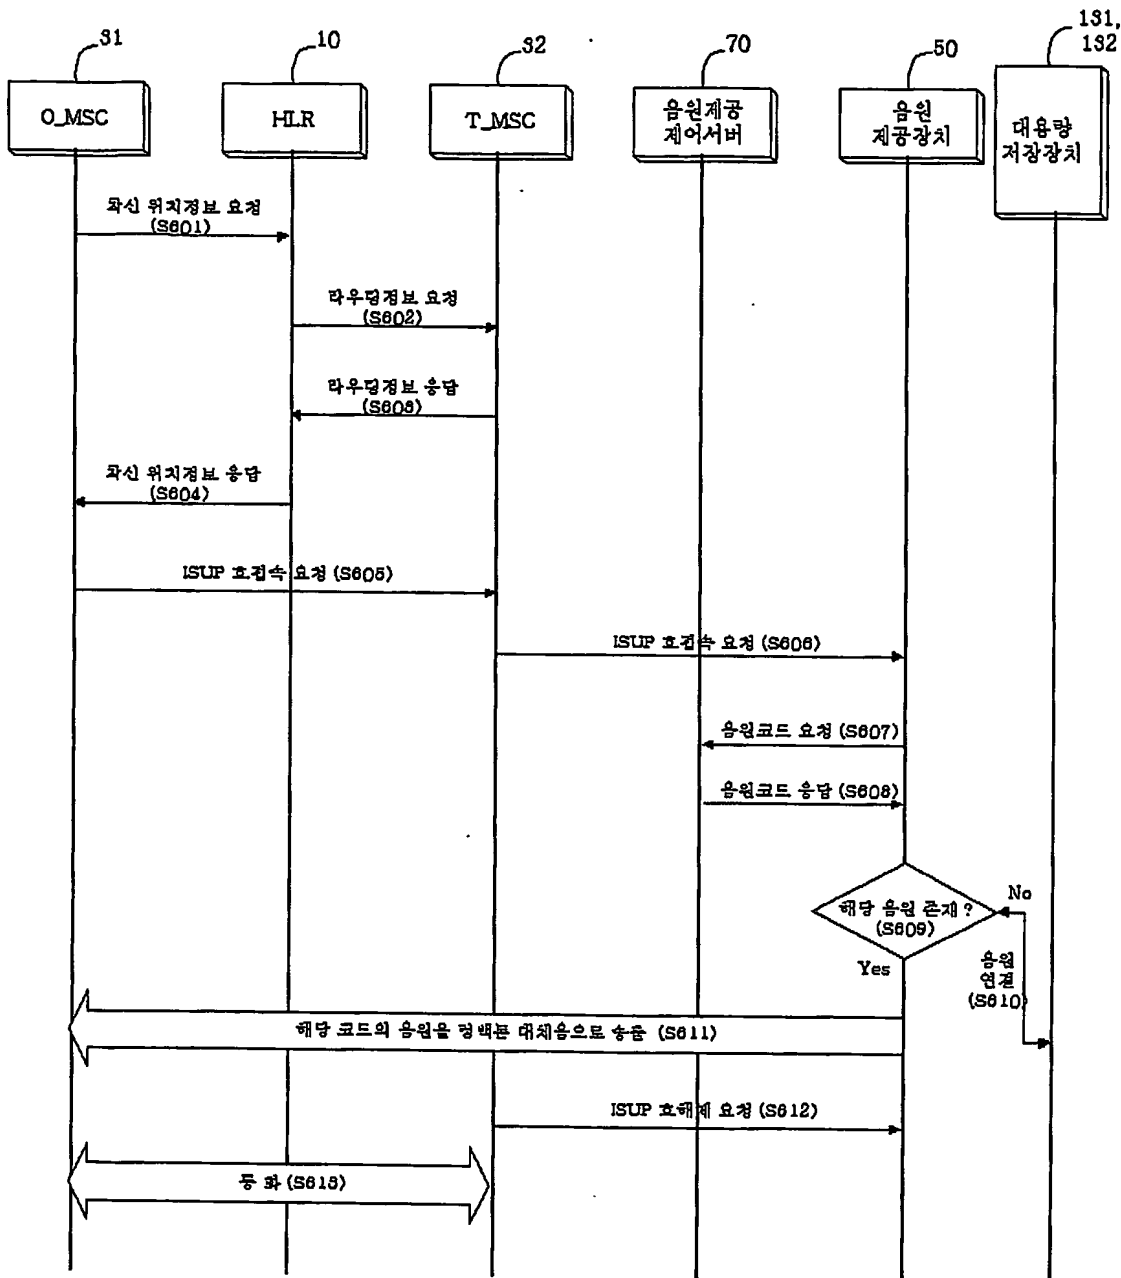 31
10
32
70
50
131,
132
O_MSC
HLR
T_MSC
음원제공
제어서버
음원
제공장치
대용량
저장장치
착신 위치정보 요청
(S601)
라우팅정보 요청
(S602)
라우팅정보 응답
(S603)
착신 위치정보 응답
(S604)
ISUP 호접속 요청 (S605)
ISUP 호접속 요청 (S606)
음원코드 요청 (S607)
음원코드 응답 (S608)
해당 음원 존재 ?
(S609)
No
Yes
음원
연결
(S610)
해당 코드의 음원을 링백톤 대체음으로 송출 (S611)
ISUP 호해제 요청 (S612)
통 화 (S613)